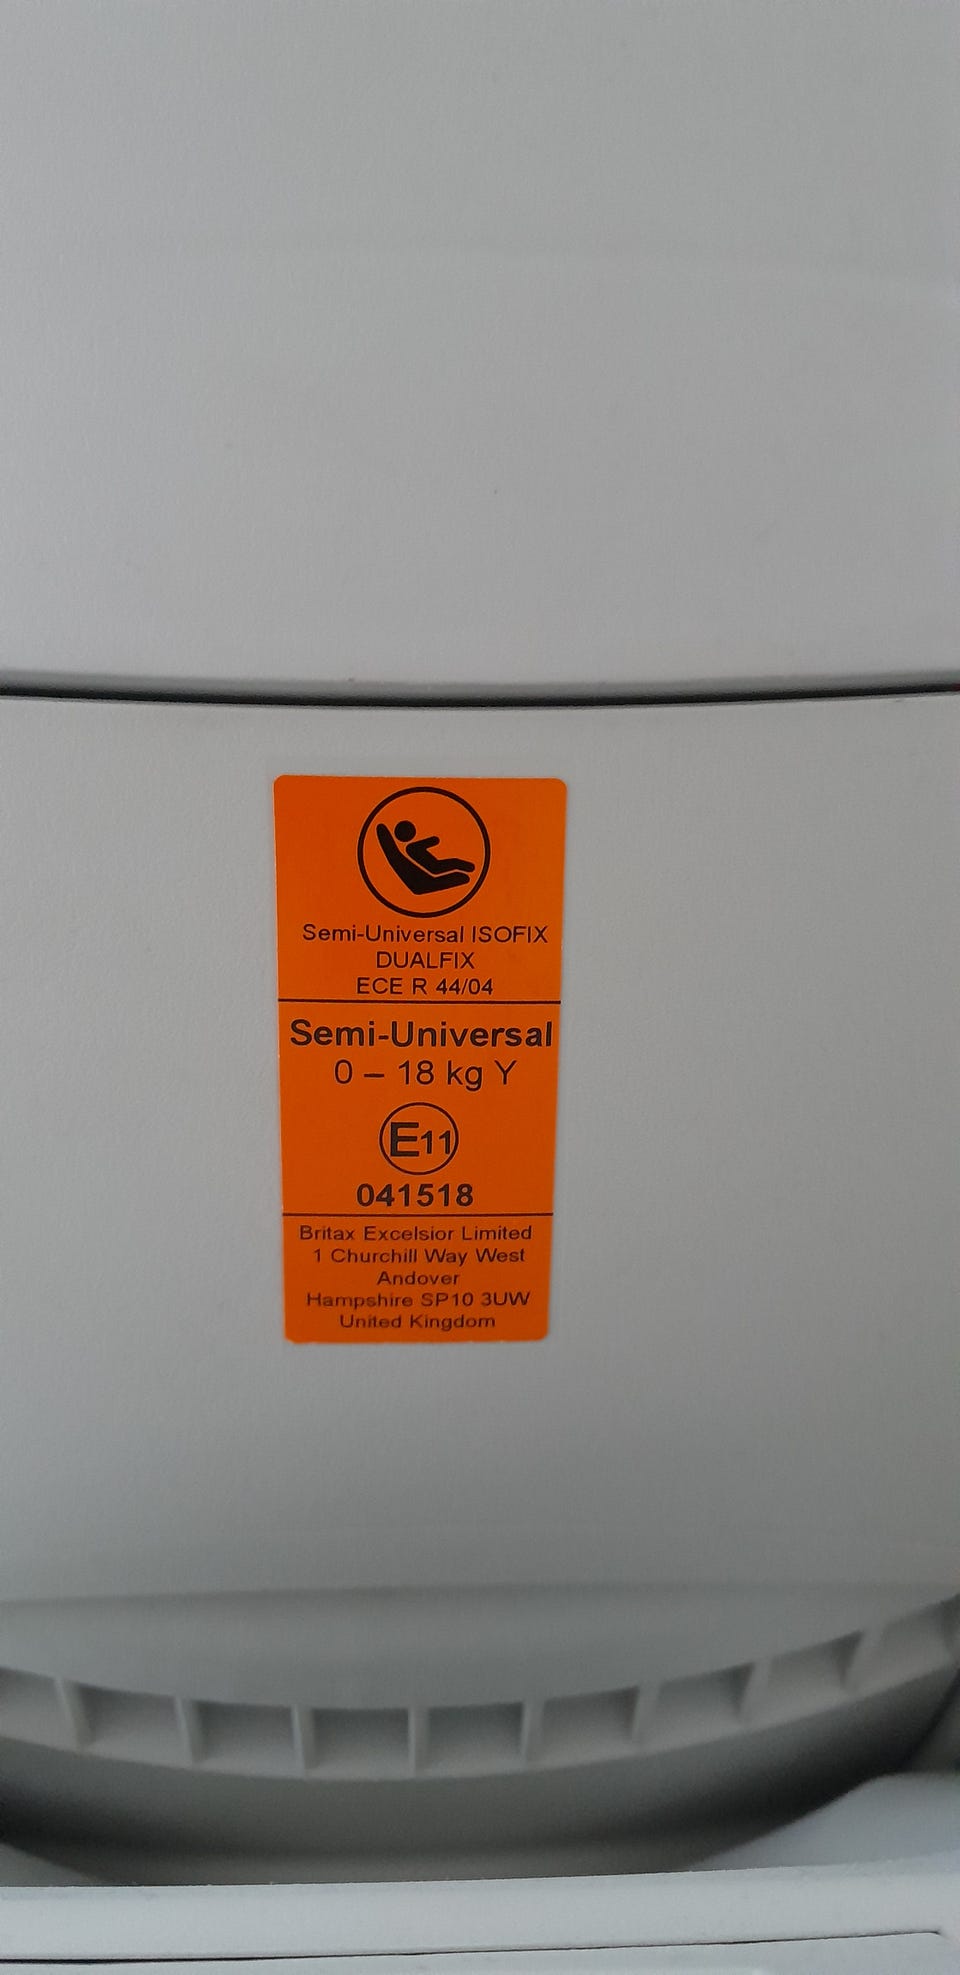 Semi-Universal ISOFIX
DUALFIX
ECE R 44/04
Semi-Universal
0 – 18 kg Y
E11
041518
Britax Excelsior Limited
1 Churchill Way West
Andover
Hampshire SP10 3UW
United Kingdom